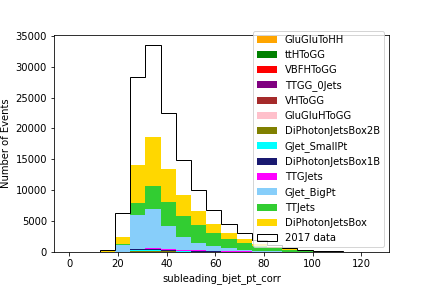 35000
30000
25000
20000
15000
10000
5000
0
Number of Events
0 20 40 60 80 100 120
subleading_bjet_pt_corr
GluGluToHH
ttHToGG
VBFHToGG
TTGG_0Jets
VHToGG
GluGluHToGG
DiPhotonJetsBox2B
GJet_SmallPt
DiPhotonJetsBox1B
TTGJets
GJet_BigPt
TTJets
DiPhotonJetsBox
2017 data